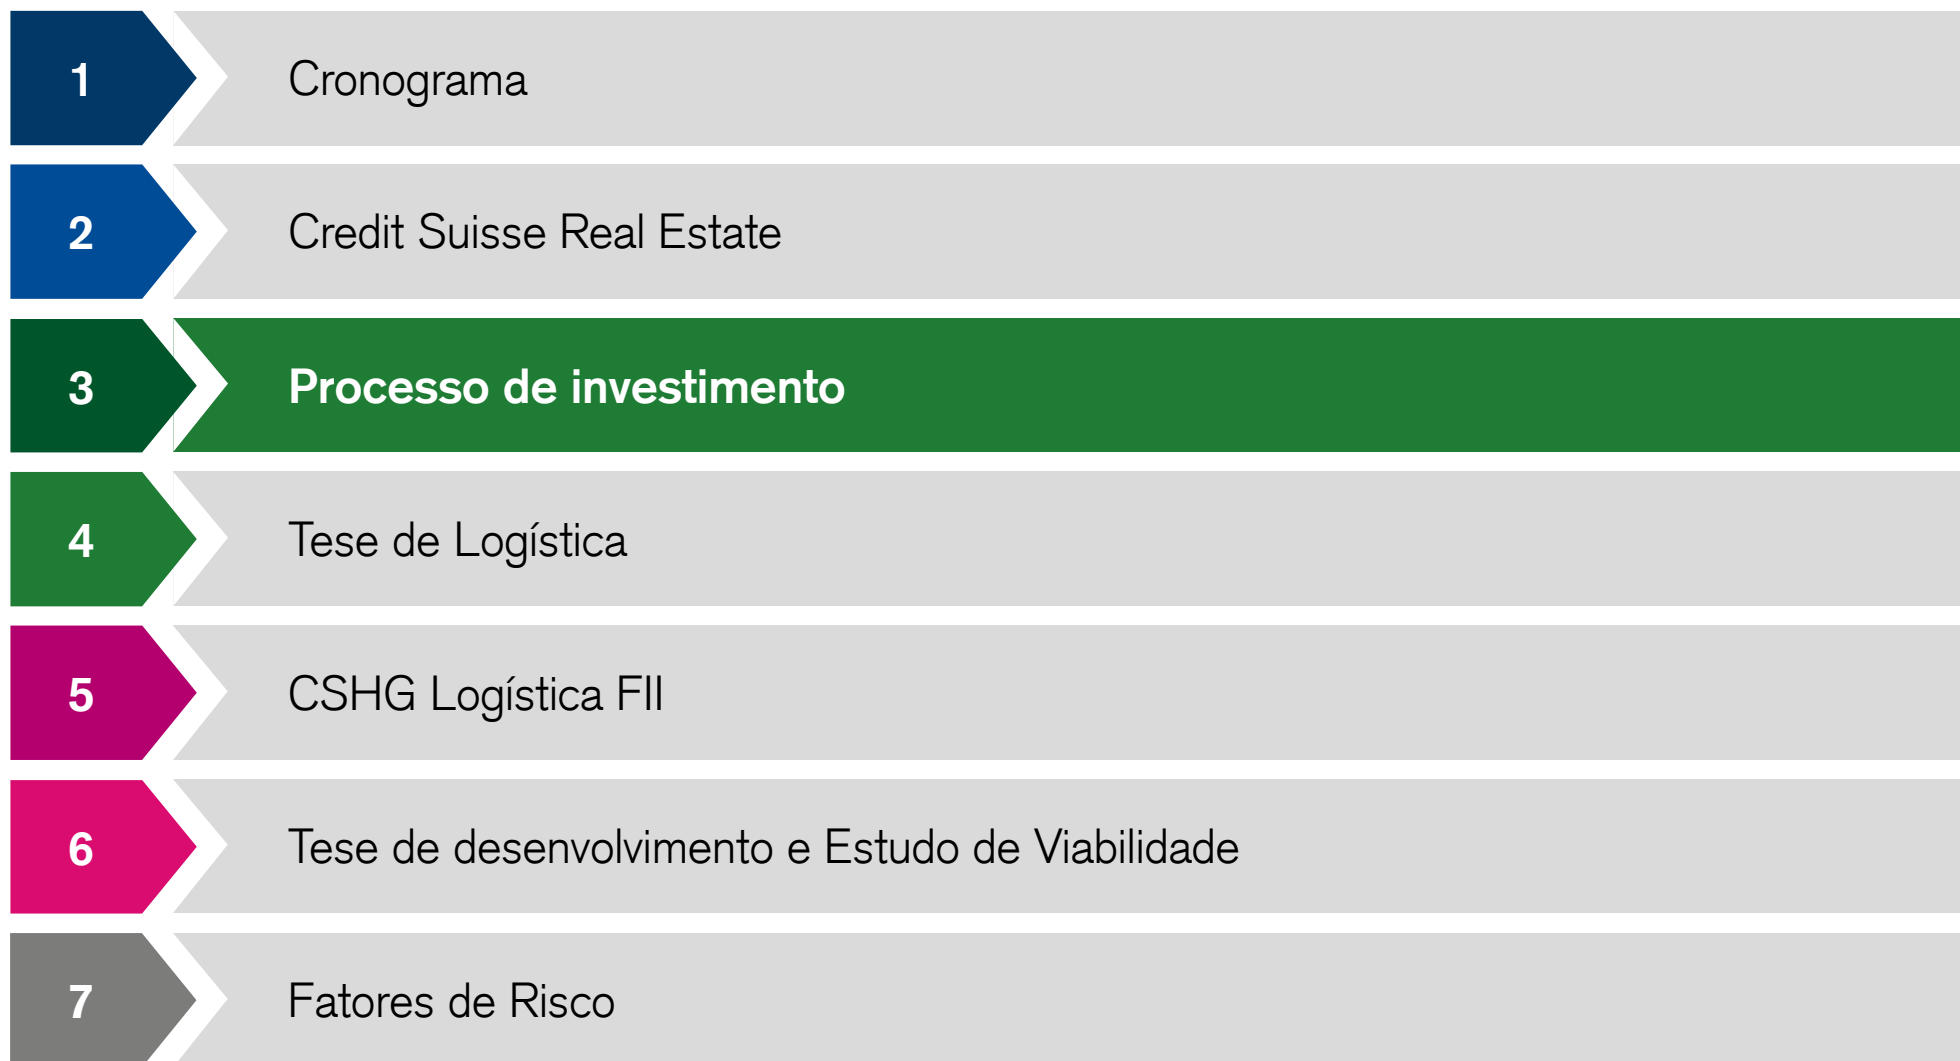 1 Cronograma
2 Credit Suisse Real Estate
3 Processo de investimento
4 Tese de Logística
5 CSHG Logística FII
6 Tese de desenvolvimento e Estudo de Viabilidade
7 Fatores de Risco